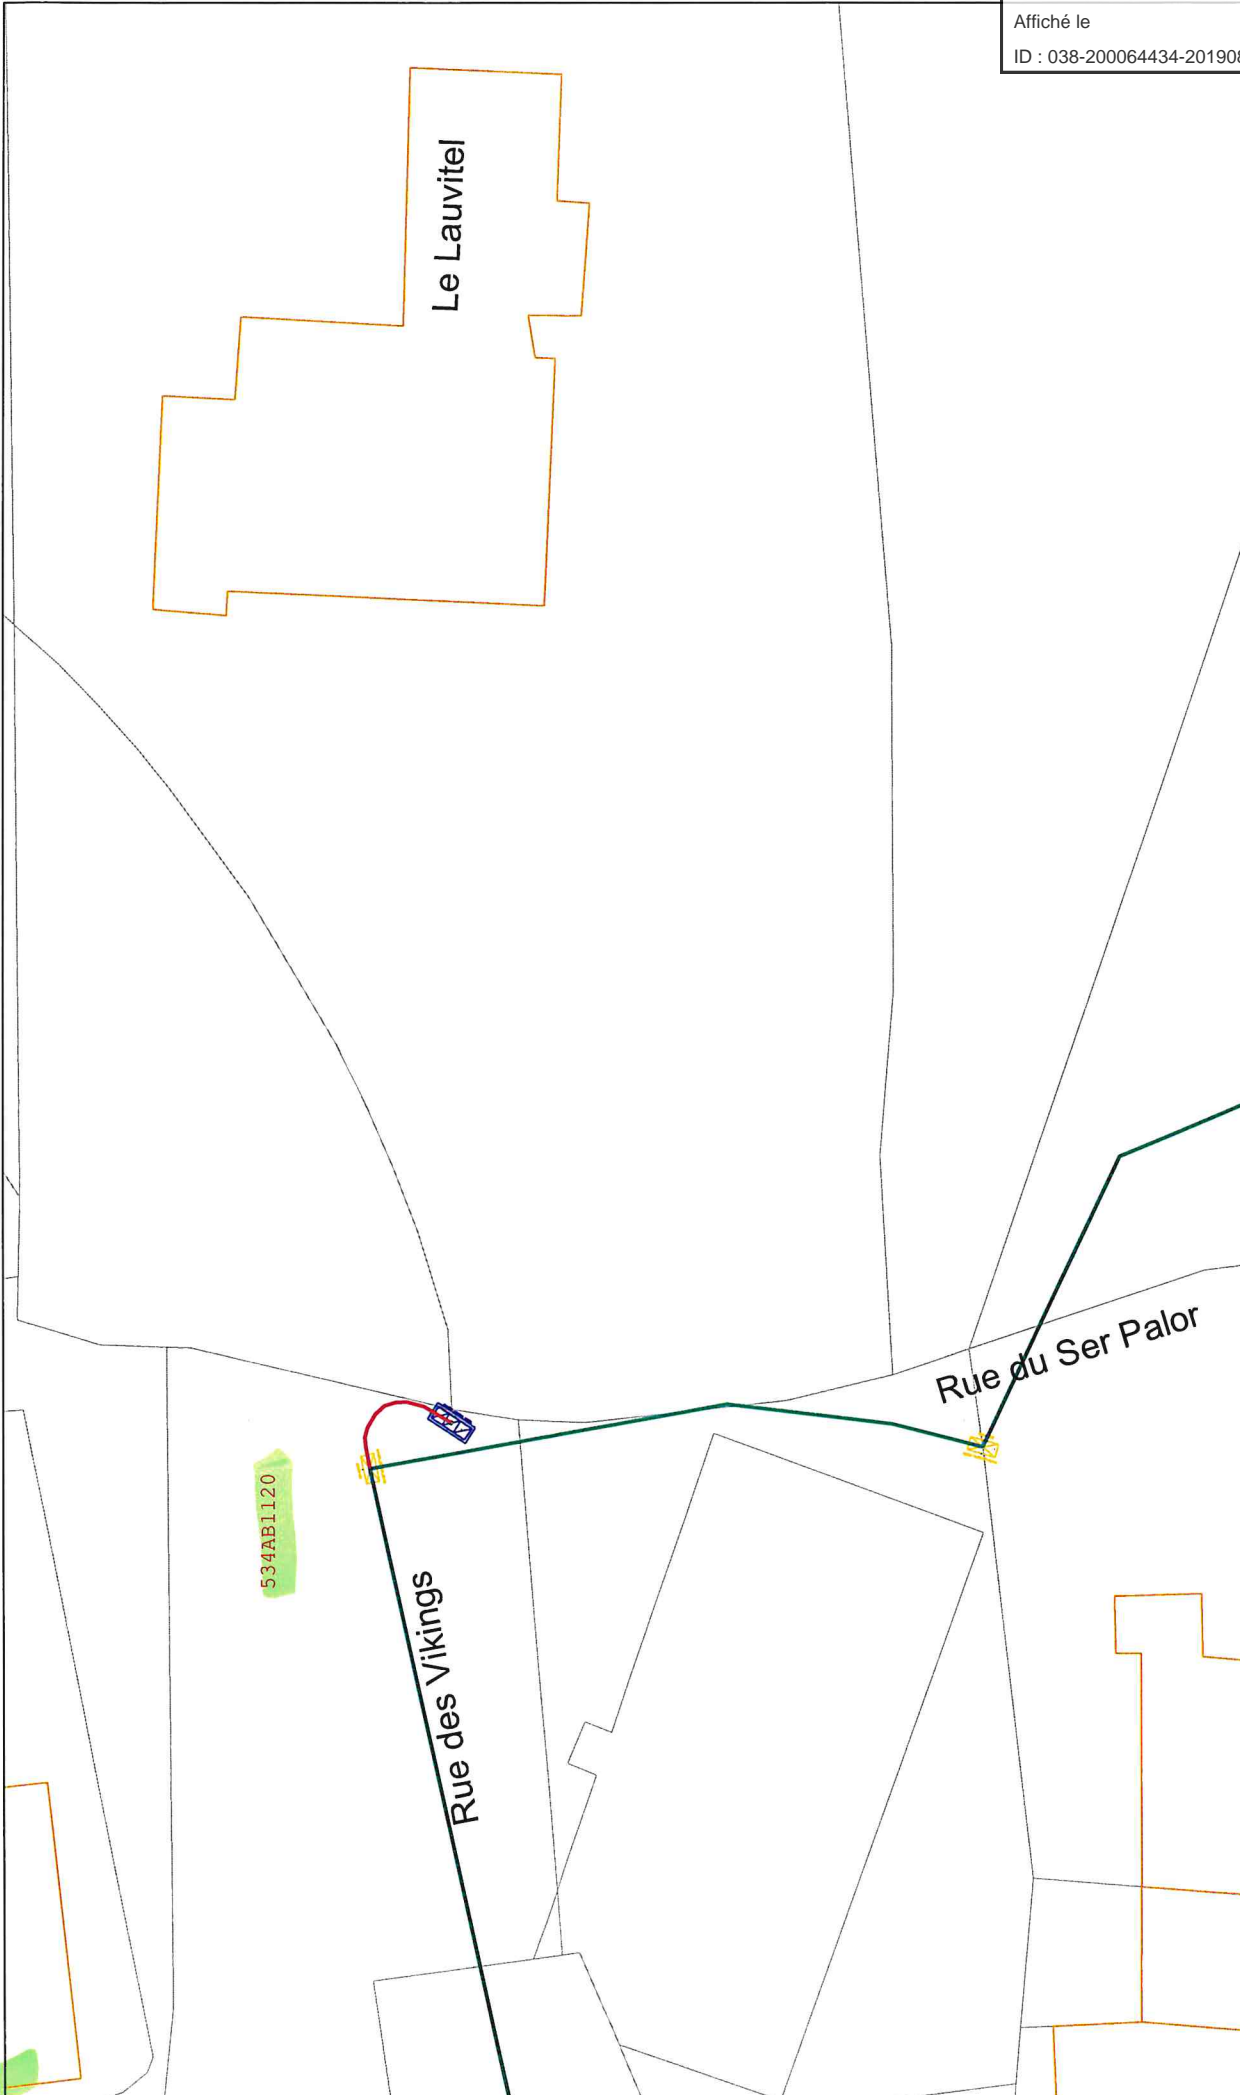 Affiché le
ID : 038-200064434-20190
Le Lauvitel
Rue du Ser Palor
534AB1120
Rue des Vikings